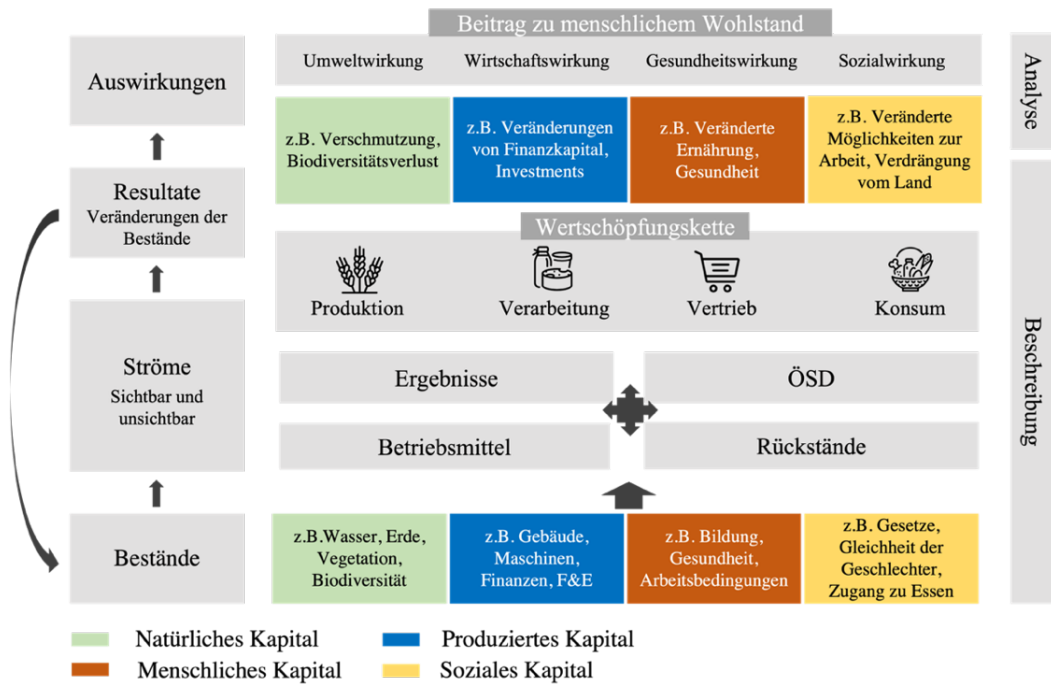 Beitrag zu menschlichem Wohlstand
Auswirkungen
Umweltwirkung
Wirtschaftswirkung
Gesundheitswirkung
Sozialwirkung
Analyse
z.B. Verschmutzung,
Biodiversitätsverlust
z.B. Veränderungen
von Finanzkapital,
Investments
z.B. Veränderte
Ernährung,
Gesundheit
z.B. Veränderte
Möglichkeiten zur
Arbeit, Verdrängung
vom Land
Resultate
Veränderungen der
Bestände
Wertschöpfungskette
Produktion
Verarbeitung
Vertrieb
Konsum
Beschreibung
Ströme
Sichtbar und
unsichtbar
Ergebnisse
ÖSD
Betriebsmittel
Rückstände
Bestände
z.B.Wasser, Erde,
Vegetation,
Biodiversität
z.B. Gebäude,
Maschinen,
Finanzen, F&E
z.B. Bildung,
Gesundheit,
Arbeitsbedingungen
z.B. Gesetze,
Gleichheit der
Geschlechter,
Zugang zu Essen
Natürliches Kapital
Produziertes Kapital
Menschliches Kapital
Soziales Kapital